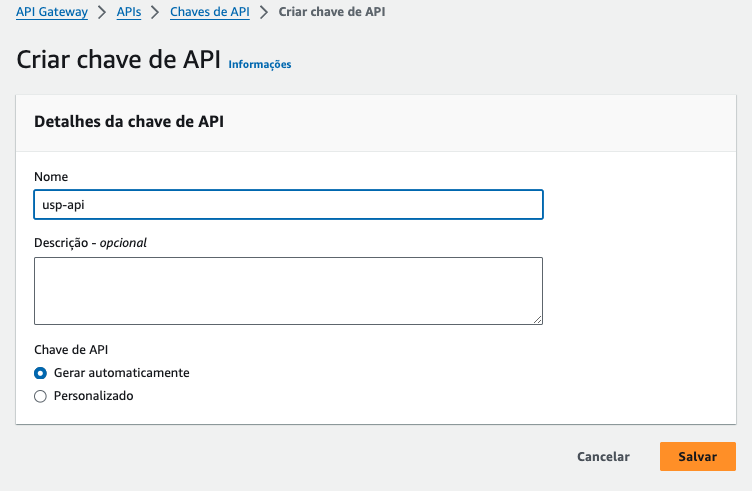 API Gateway > APIs > Chaves de API > Criar chave de API
Criar chave de API Informações
Detalhes da chave de API
Nome
usp-api
Descrição - opcional
Chave de API
Gerar automaticamente
Personalizado
Cancelar Salvar